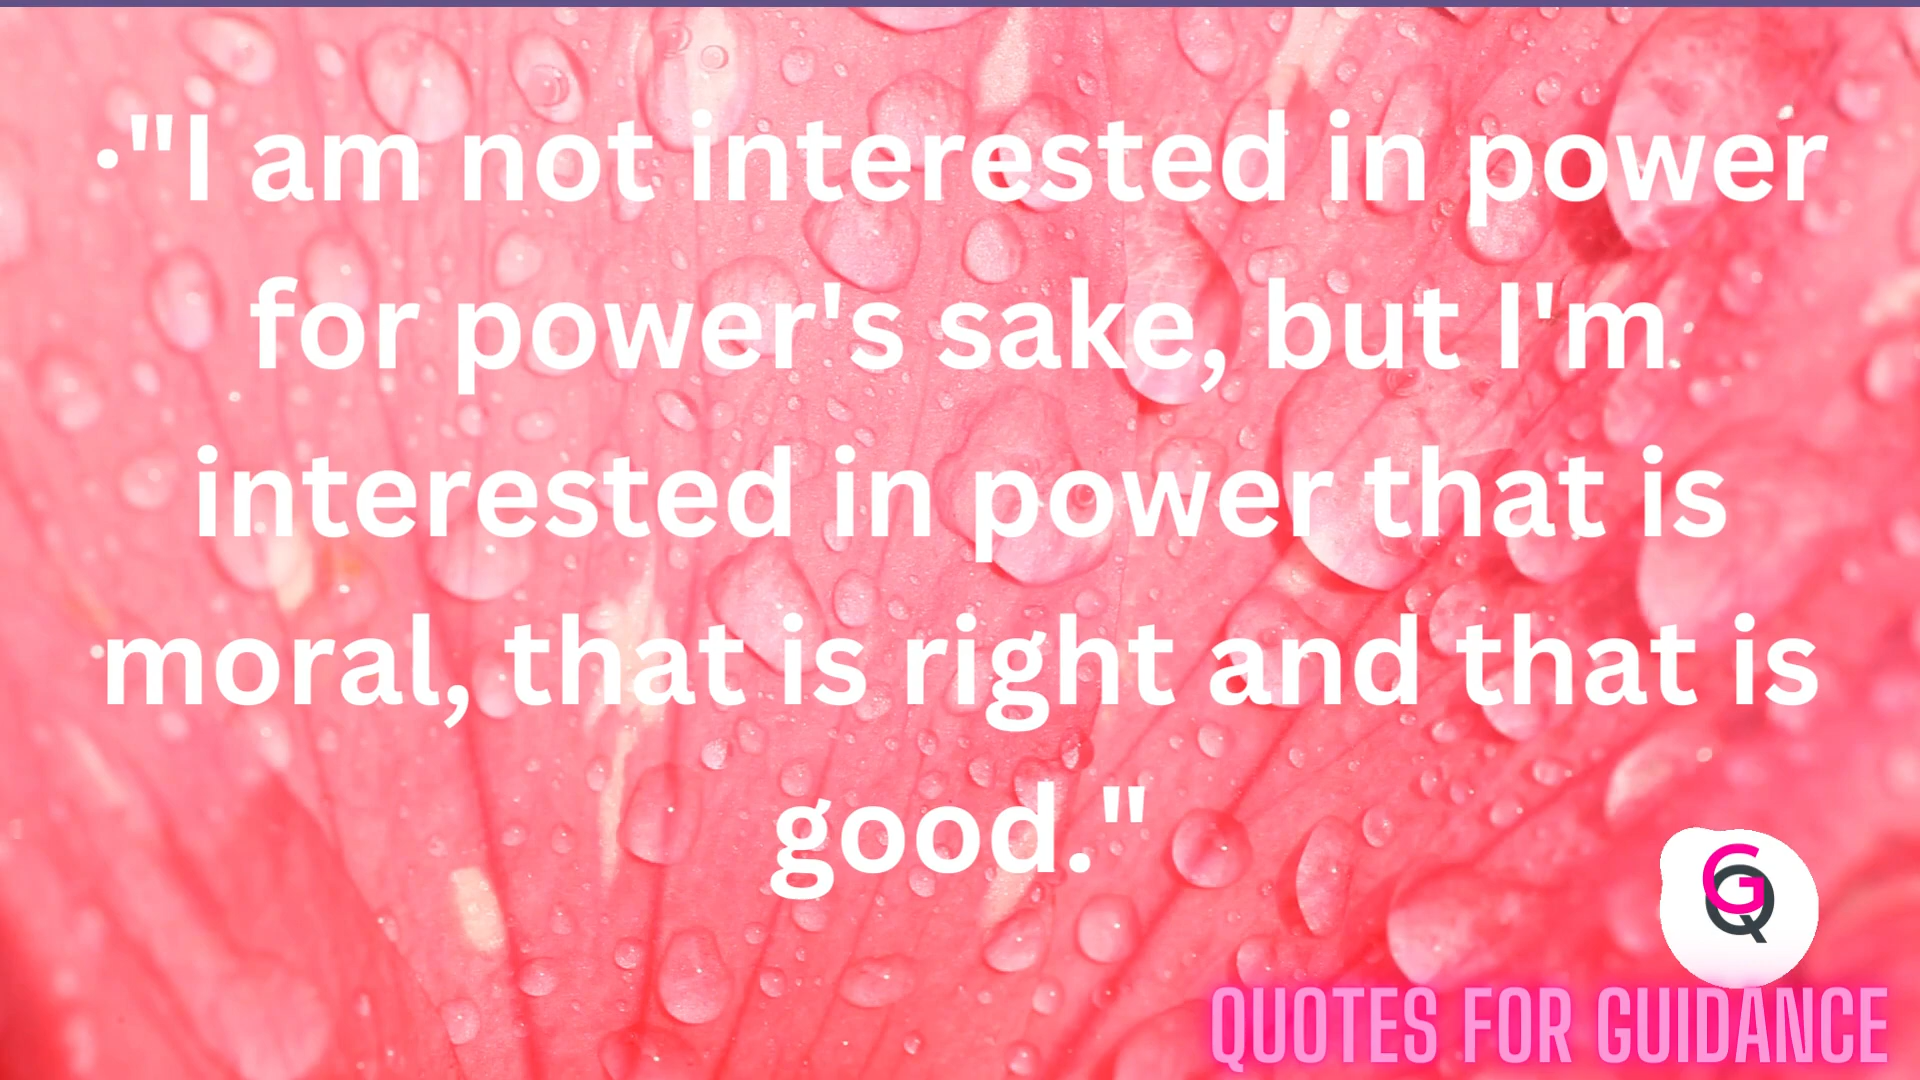 ·"I am not interested in power
for power's sake, but I'm
interested in power that is
moral, that is right and that is
good."
GQ
QUOTES FOR GUIDANCE